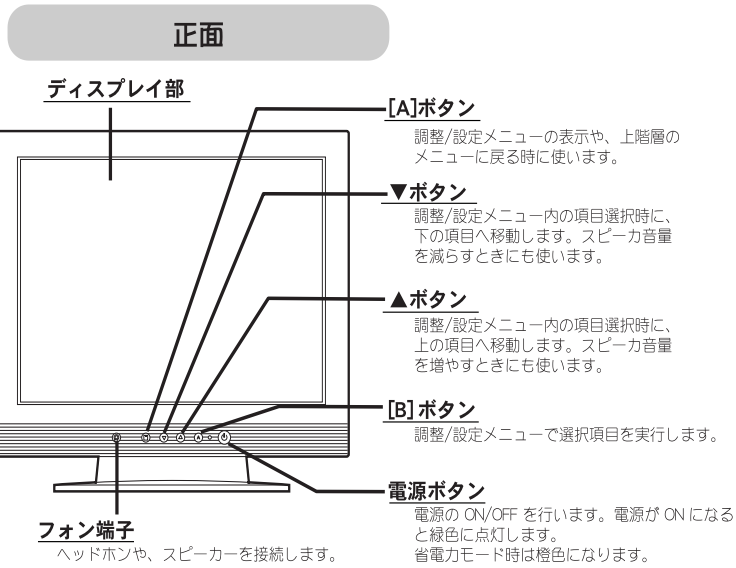 正面
ディスプレイ部
[A]ボタン
調整/設定メニューの表示や、上階層の
メニューに戻る時に使います。
▼ボタン
調整/設定メニュー内の項目選択時に、
下の項目へ移動します。スピーカ音量
を減らすときにも使います。
▲ボタン
調整/設定メニュー内の項目選択時に、
上の項目へ移動します。スピーカ音量
を増やすときにも使います。
[B]ボタン
調整/設定メニューで選択項目を実行します。
電源ボタン
電源の ON/OFF を行います。電源が ON になる
と緑色に点灯します。
省電力モード時は橙色になります。
フォン端子
ヘッドホンや、スピーカーを接続します。